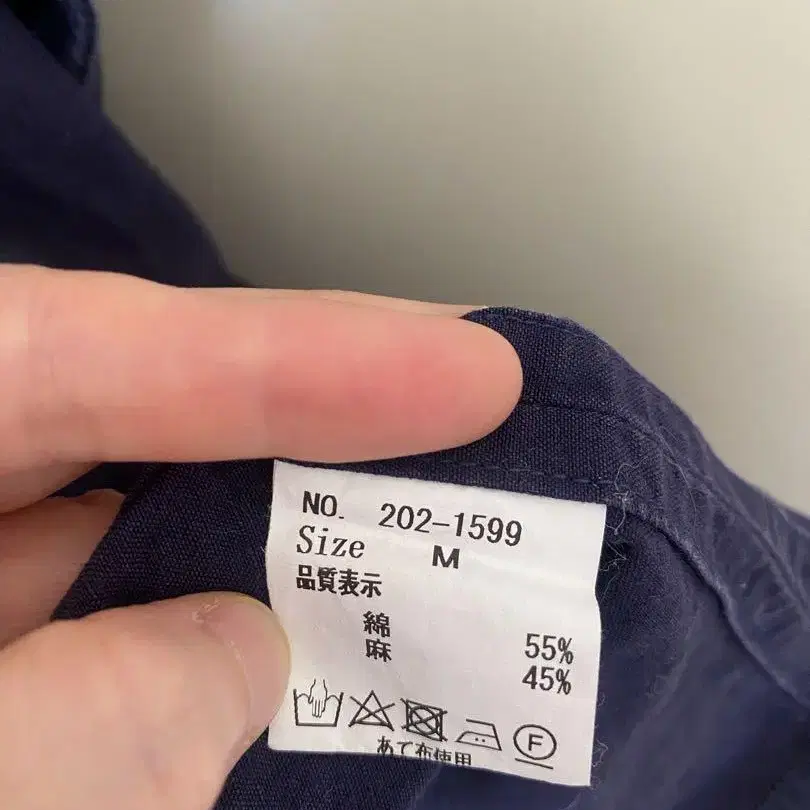 NO. 202-1599
Size M
品質表示
綿 55%
麻 45%
F
あて布使用